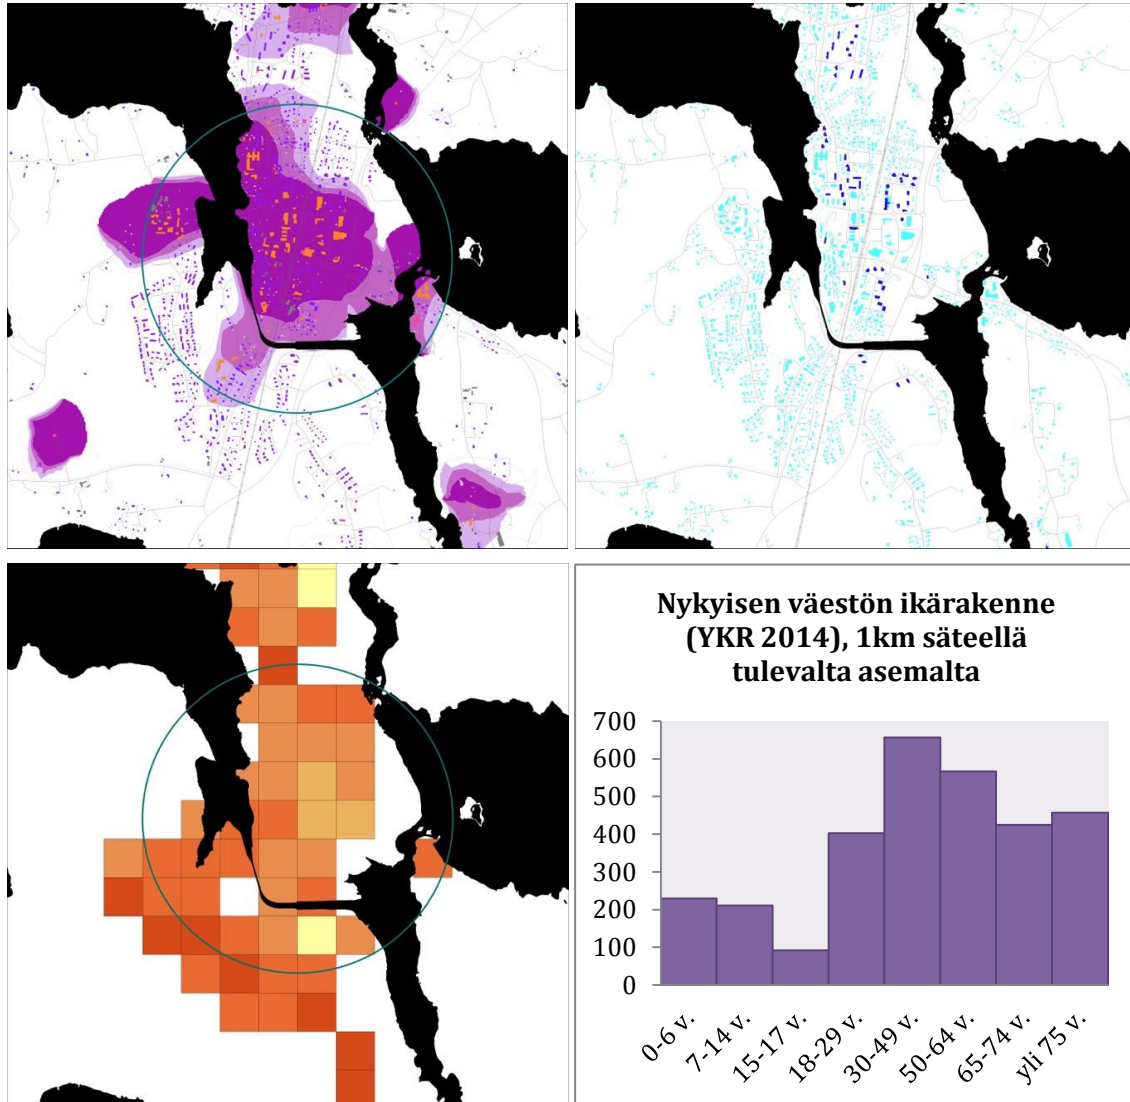 Nykyisen väestön ikärakenne
(YKR 2014), 1km säteellä
tulevalta asemalta
700
600
500
400
300
200
100
0
0-6 v.
7-14 v.
15-17 v.
18-29 v.
30-49 v.
50-64 v.
65-74 v.
yli 75 v.